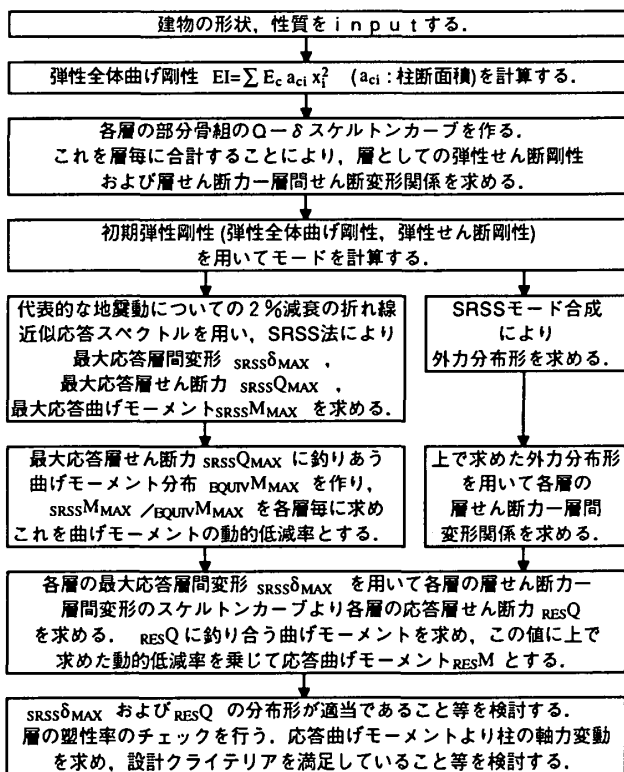 建物の形状，性質をinputする．
弾性全体曲げ剛性 EI=∑ E_c a_ci x_i^2 (a_ci：柱断面積)を計算する．
各層の部分骨組のQ－δスケルトンカーブを作る．
これを層毎に合計することにより，層としての弾性せん断剛性
および層せん断力ー層間せん断変形関係を求める．
初期弾性剛性(弾性全体曲げ剛性，弾性せん断剛性)
を用いてモードを計算する．
代表的な地震動についての２％減衰の折れ線
近似応答スペクトルを用い，SRSS法により
最大応答層間変形 SRSSδMAX ，
最大応答層せん断力 SRSSQMAX ，
最大応答曲げモーメントSRSSMMAX を求める．
SRSSモード合成
により
外力分布形を求める．
最大応答層せん断力 SRSSQMAX に釣りあう
曲げモーメント分布 EQUIVMMAX を作り，
SRSSMMAX /EQUIVMMAX を各層毎に求め
これを曲げモーメントの動的低減率とする．
上で求めた外力分布形
を用いて各層の
層せん断力ー層間
変形関係を求める．
各層の最大応答層間変形 SRSSδMAX を用いて各層の層せん断力ー
層間変形のスケルトンカーブより各層の応答層せん断力 RESQ
を求める． RESQ に釣り合う曲げモーメントを求め，この値に上で
求めた動的低減率を乗じて応答曲げモーメントRESM とする．
SRSSδMAX および RESQ の分布形が適当であること等を検討する．
層の塑性率のチェックを行う．応答曲げモーメントより柱の軸力変動
を求め，設計クライテリアを満足していること等を検討する．